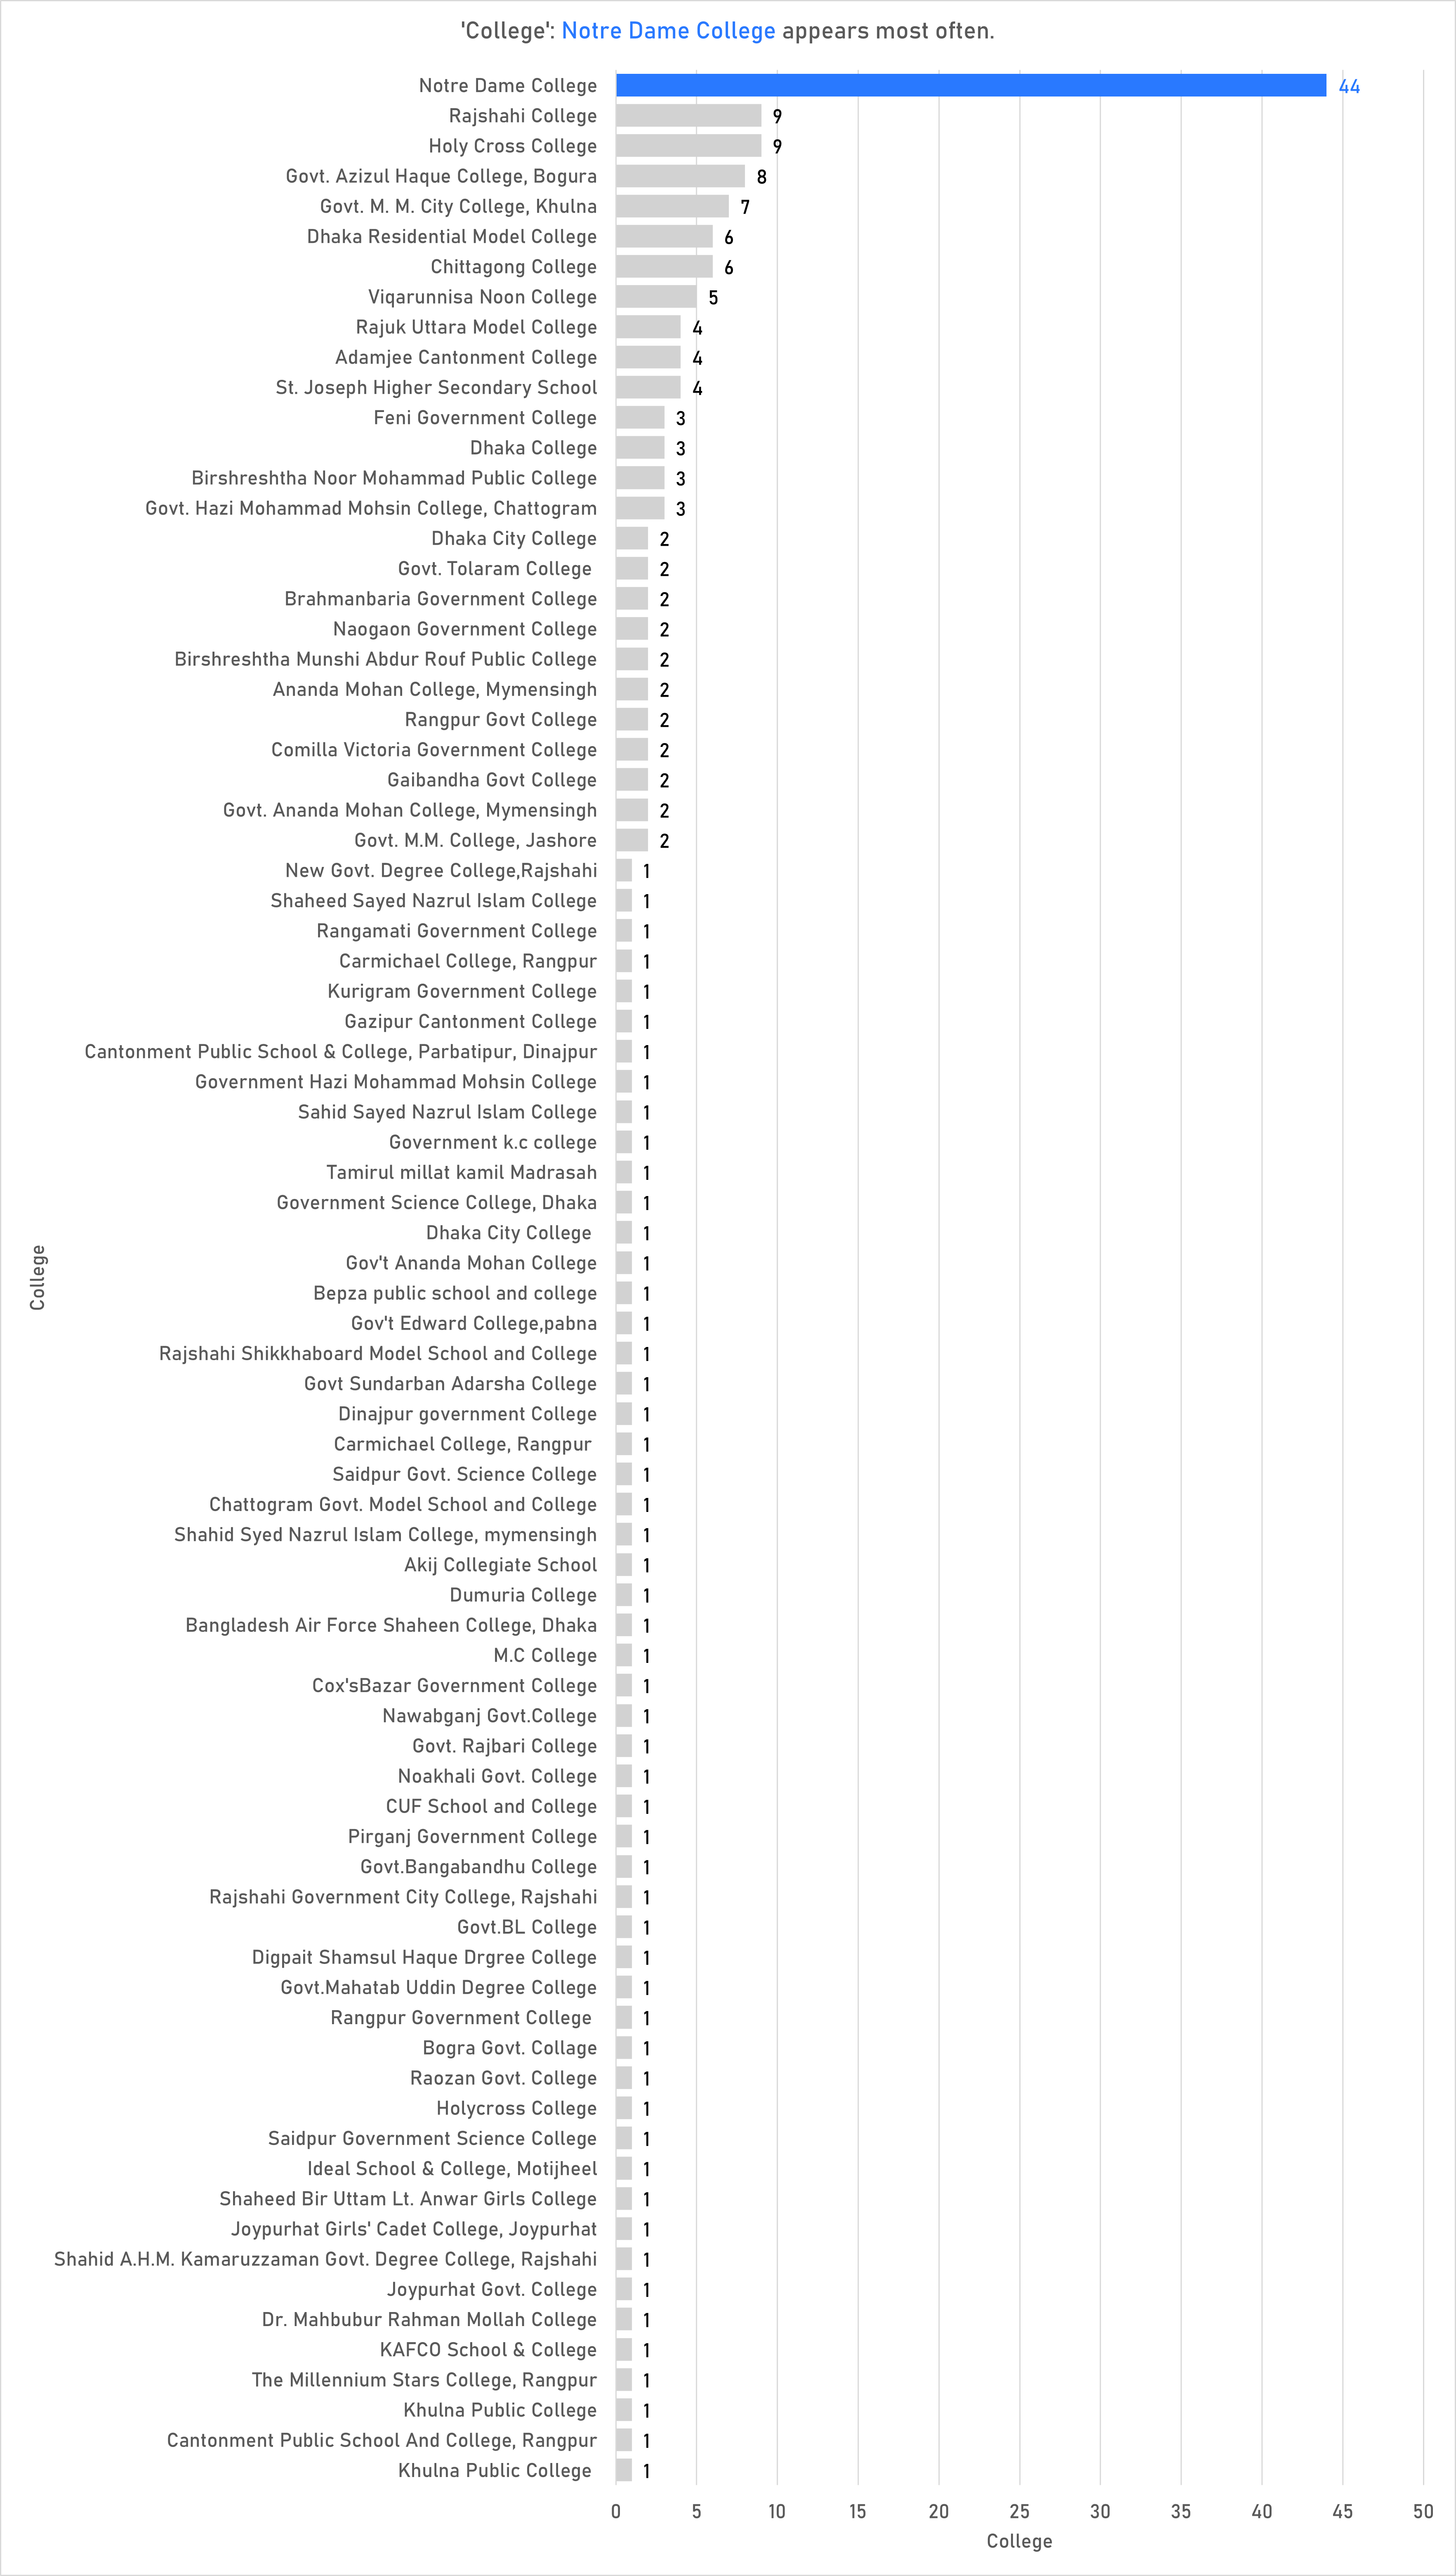 'College': Notre Dame College appears most often.
Notre Dame College 44
Rajshahi College 9
Holy Cross College 9
Govt. Azizul Haque College, Bogura 8
Govt. M. M. City College, Khulna 7
Dhaka Residential Model College 6
Chittagong College 6
Viqarunnisa Noon College 5
Rajuk Uttara Model College 4
Adamjee Cantonment College 4
St. Joseph Higher Secondary School 4
Feni Government College 3
Dhaka College 3
Birshreshtha Noor Mohammad Public College 3
Govt. Hazi Mohammad Mohsin College, Chattogram 3
Dhaka City College 2
Govt. Tolaram College 2
Brahmanbaria Government College 2
Naogaon Government College 2
Birshreshtha Munshi Abdur Rouf Public College 2
Ananda Mohan College, Mymensingh 2
Rangpur Govt College 2
Comilla Victoria Government College 2
Gaibandha Govt College 2
Govt. Ananda Mohan College, Mymensingh 2
Govt. M.M. College, Jashore 2
New Govt. Degree College,Rajshahi 1
Shaheed Sayed Nazrul Islam College 1
Rangamati Government College 1
Carmichael College, Rangpur 1
Kurigram Government College 1
Gazipur Cantonment College 1
Cantonment Public School & College, Parbatipur, Dinajpur 1
Government Hazi Mohammad Mohsin College 1
Sahid Sayed Nazrul Islam College 1
Government k.c college 1
Tamirul millat kamil Madrasah 1
Government Science College, Dhaka 1
Dhaka City College 1
Gov't Ananda Mohan College 1
Bepza public school and college 1
Gov't Edward College,pabna 1
Rajshahi Shikkhaboard Model School and College 1
Govt Sundarban Adarsha College 1
Dinajpur government College 1
Carmichael College, Rangpur 1
Saidpur Govt. Science College 1
Chattogram Govt. Model School and College 1
Shahid Syed Nazrul Islam College, mymensingh 1
Akij Collegiate School 1
Dumuria College 1
Bangladesh Air Force Shaheen College, Dhaka 1
M.C College 1
Cox'sBazar Government College 1
Nawabganj Govt.College 1
Govt. Rajbari College 1
Noakhali Govt. College 1
CUF School and College 1
Pirganj Government College 1
Govt.Bangabandhu College 1
Rajshahi Government City College, Rajshahi 1
Govt.BL College 1
Digpait Shamsul Haque Drgree College 1
Govt.Mahatab Uddin Degree College 1
Rangpur Government College 1
Bogra Govt. Collage 1
Raozan Govt. College 1
Holycross College 1
Saidpur Government Science College 1
Ideal School & College, Motijheel 1
Shaheed Bir Uttam Lt. Anwar Girls College 1
Joypurhat Girls' Cadet College, Joypurhat 1
Shahid A.H.M. Kamaruzzaman Govt. Degree College, Rajshahi 1
Joypurhat Govt. College 1
Dr. Mahbubur Rahman Mollah College 1
KAFCO School & College 1
The Millennium Stars College, Rangpur 1
Khulna Public College 1
Cantonment Public School And College, Rangpur 1
Khulna Public College 1
College
0 5 10 15 20 25 30 35 40 45 50
College